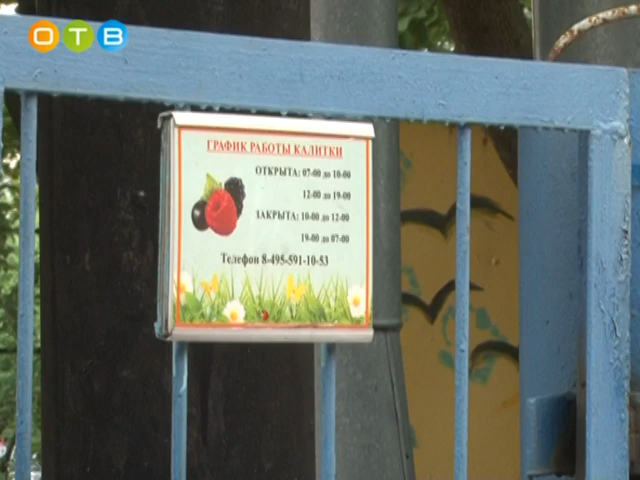 ОТВ
ГРАФИК РАБОТЫ КАЛИТКИ
ОТКРЫТА: 07-00 до 10-00
12-00 до 19-00
ЗАКРЫТА: 10-00 до 12-00
19-00 до 07-00
Телефон 8-495-591-10-53